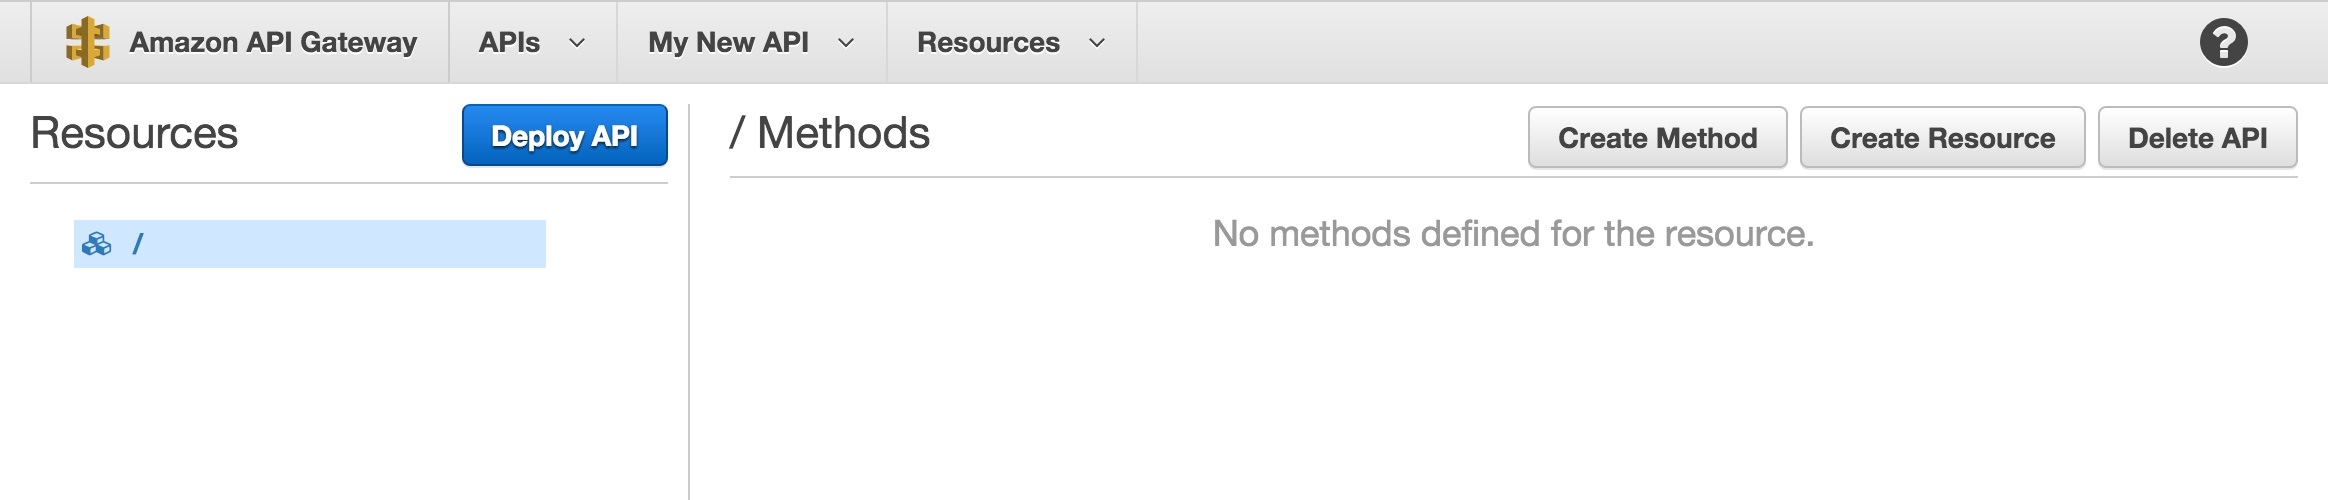 Amazon API Gateway APIs My New API Resources ?
Resources Deploy API
/
/ Methods Create Method Create Resource Delete API
No methods defined for the resource.